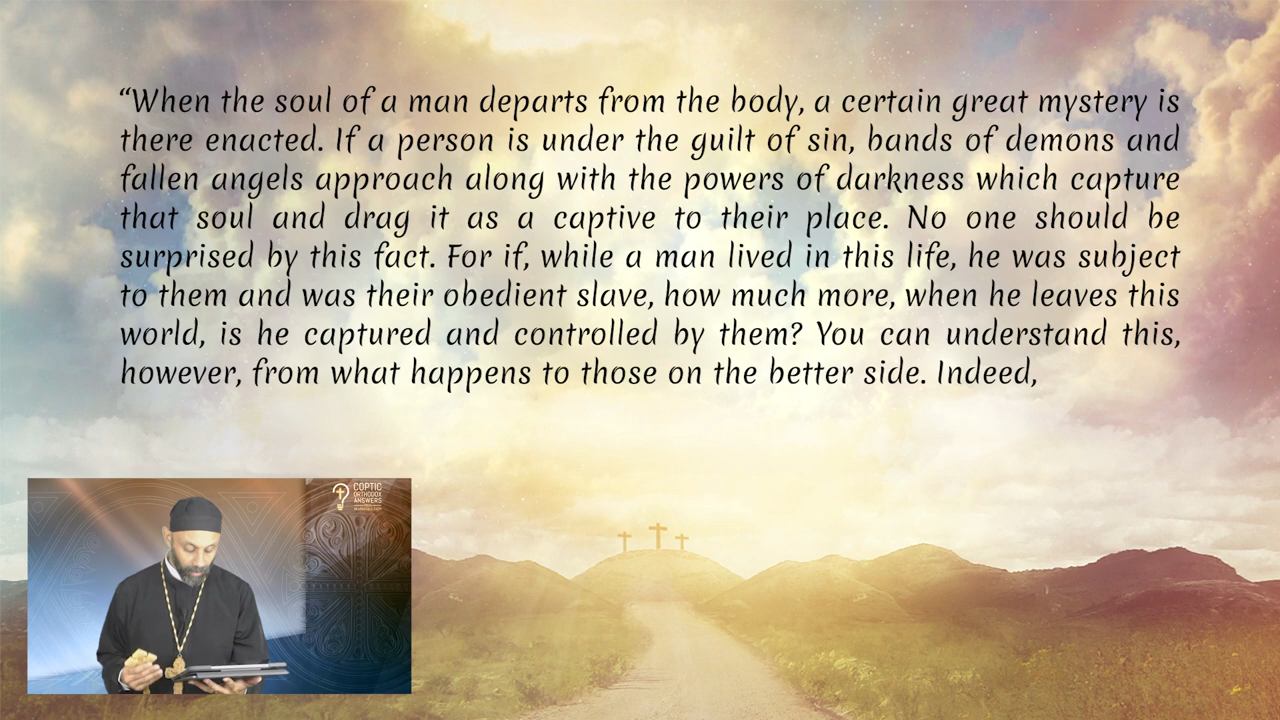 “When the soul of a man departs from the body, a certain great mystery is
there enacted. If a person is under the guilt of sin, bands of demons and
fallen angels approach along with the powers of darkness which capture
that soul and drag it as a captive to their place. No one should be
surprised by this fact. For if, while a man lived in this life, he was subject
to them and was their obedient slave, how much more, when he leaves this
world, is he captured and controlled by them? You can understand this,
however, from what happens to those on the better side. Indeed,
COPTIC
ORTHODOX
ANSWERS